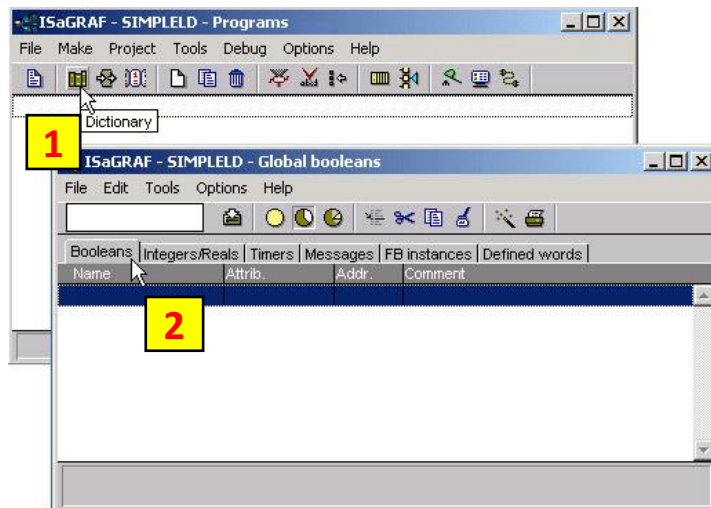 ISaGRAF - SIMPLELD - Programs
File Make Project Tools Debug Options Help
Dictionary
1
ISaGRAF - SIMPLELD - Global booleans
File Edit Tools Options Help
Booleans Integers/Reals Timers Messages FB instances Defined words
Name Attrib. Addr. Comment
2